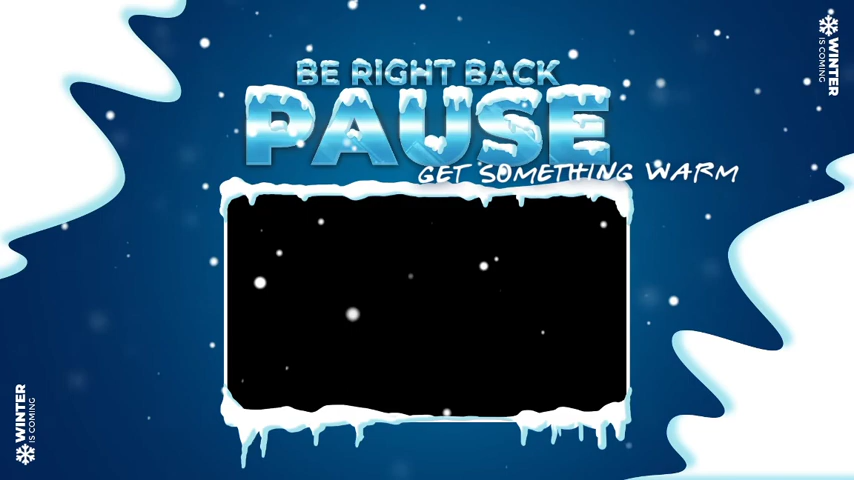 BE RIGHT BACK
PAUSE
GET SOMETHING WARM
WINTER
IS COMING
WINTER
IS COMING